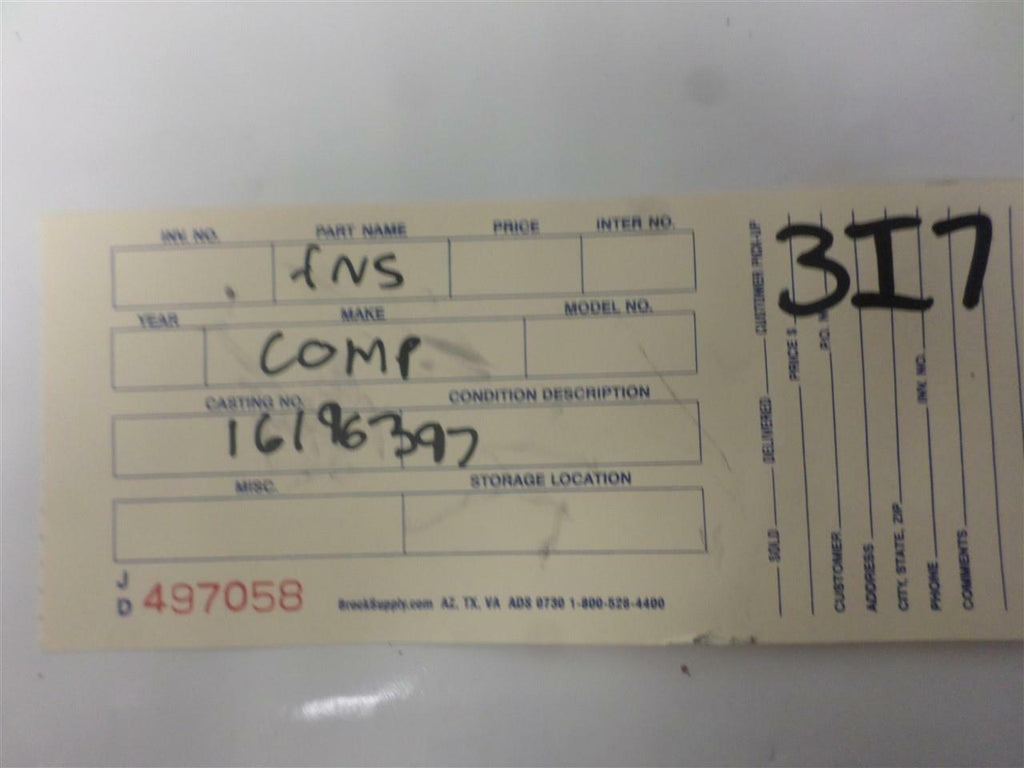 INV. NO. PART NAME PRICE INTER NO.
INS
YEAR MAKE MODEL NO.
COMP.
CASTING NO. CONDITION DESCRIPTION
16196397
MISC. STORAGE LOCATION
JD 497058 BrockSupply.com AZ, TX, VA ADS 0730 1-800-528-4400
3I7
SOLD DELIVERED CUSTOMER PICK-UP
PRICE $
P.O. N
CUSTOMER
ADDRESS
CITY, STATE, ZIP
PHONE INV. NO.
COMMENTS